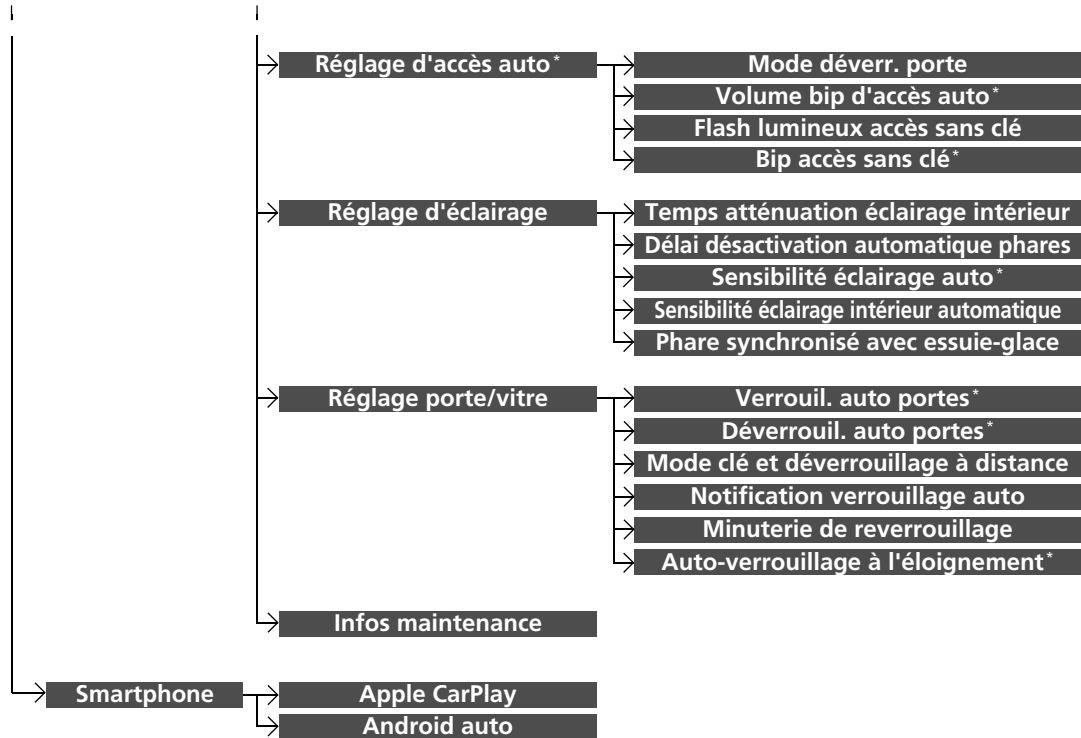 Réglage d'accès auto*
Mode déverr. porte
Volume bip d'accès auto*
Flash lumineux accès sans clé
Bip accès sans clé*
Réglage d'éclairage
Temps atténuation éclairage intérieur
Délai désactivation automatique phares
Sensibilité éclairage auto*
Sensibilité éclairage intérieur automatique
Phare synchronisé avec essuie-glace
Réglage porte/vitre
Verrouil. auto portes*
Déverrouil. auto portes*
Mode clé et déverrouillage à distance
Notification verrouillage auto
Minuterie de reverrouillage
Auto-verrouillage à l'éloignement*
Infos maintenance
Smartphone
Apple CarPlay
Android auto